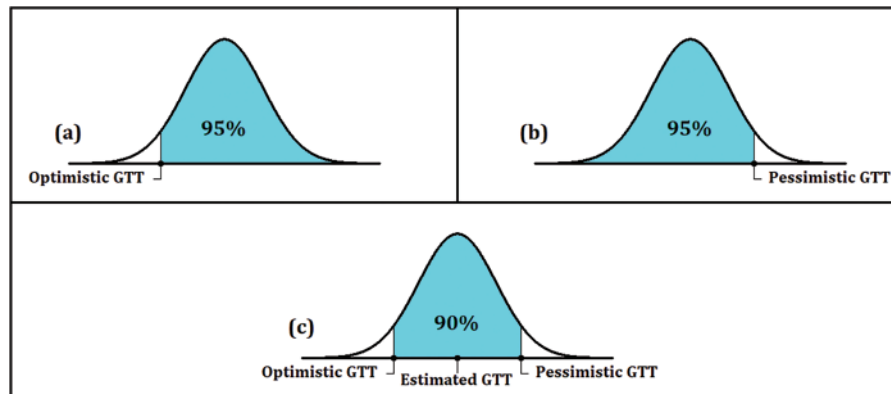 (a)
95%
Optimistic GTT
(b)
95%
Pessimistic GTT
(c)
90%
Optimistic GTT
Estimated GTT
Pessimistic GTT